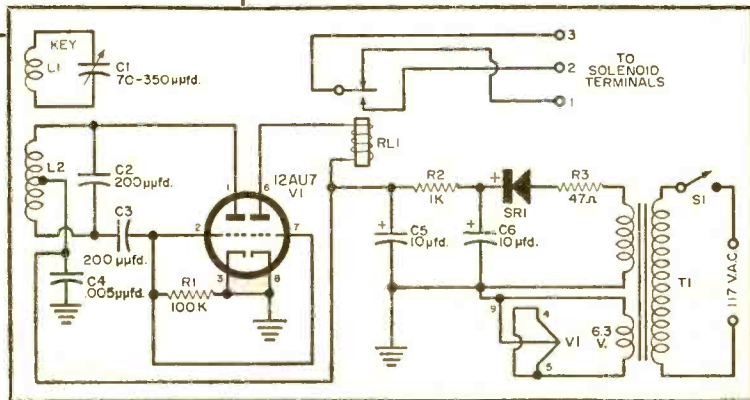 KEY
L1
C1
70-350µµfd.
3
TO
2
SOLENOID
TERMINALS
1
RL1
L2
C2
200µµfd.
1
6
12AU7
V1
C3
200µµfd.
2
7
R1
100K
3
8
C4
.005µµfd.
R2
1K
+
SR1
R3
47Ω
S1
+
C5
10µfd.
+
C6
10µfd.
T1
117 V.A.C.
9
4
V1
5
6.3
V.